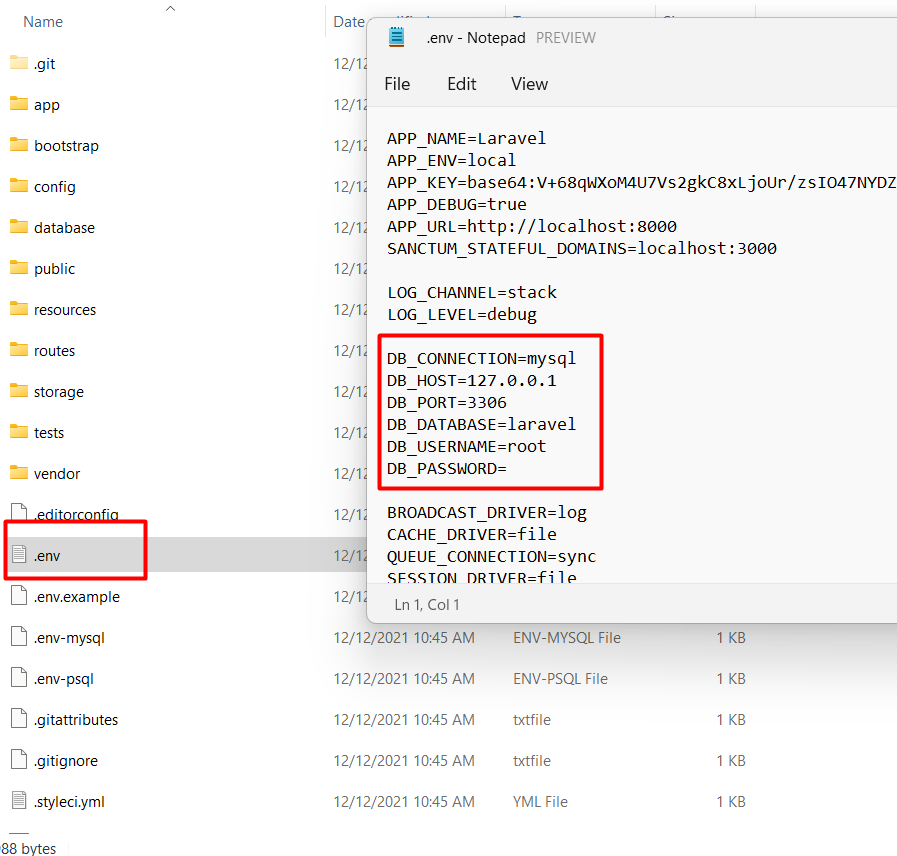 Name
Date
.git
12/12
app
12/12
bootstrap
12/12
config
12/12
database
12/12
public
12/12
resources
12/12
routes
12/12
storage
12/12
tests
12/12
vendor
12/12
.editorconfig
12/12
.env
12/12
.env.example
12/12
.env-mysql 12/12/2021 10:45 AM ENV-MYSQL File 1 KB
.env-psql 12/12/2021 10:45 AM ENV-PSQL File 1 KB
.gitattributes 12/12/2021 10:45 AM txtfile 1 KB
.gitignore 12/12/2021 10:45 AM txtfile 1 KB
.styleci.yml 12/12/2021 10:45 AM YML File 1 KB
88 bytes
.env - Notepad PREVIEW
File Edit View
APP_NAME=Laravel
APP_ENV=local
APP_KEY=base64:V+68qWXoM4U7Vs2gkC8xLjoUr/zsIO47NYDZ
APP_DEBUG=true
APP_URL=http://localhost:8000
SANCTUM_STATEFUL_DOMAINS=localhost:3000
LOG_CHANNEL=stack
LOG_LEVEL=debug
DB_CONNECTION=mysql
DB_HOST=127.0.0.1
DB_PORT=3306
DB_DATABASE=laravel
DB_USERNAME=root
DB_PASSWORD=
BROADCAST_DRIVER=log
CACHE_DRIVER=file
QUEUE_CONNECTION=sync
SESSION_DRIVER=file
Ln 1, Col 1